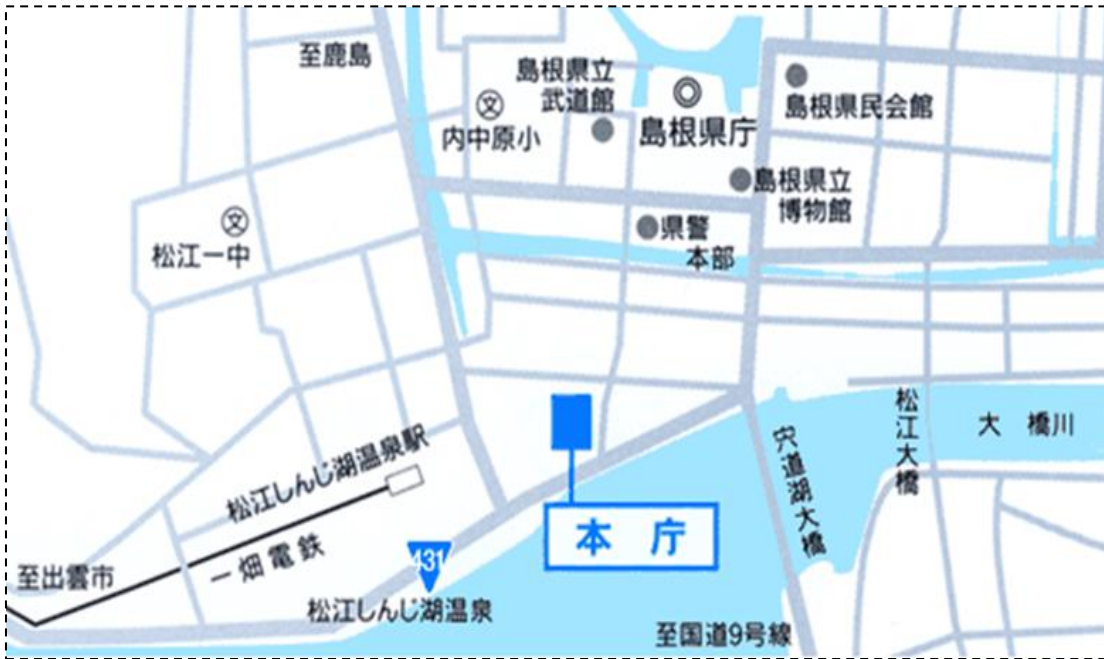 至鹿島
島根県立
武道館
内中原小
島根県庁
島根県民会館
島根県立
博物館
県警
本部
松江一中
文
文
松江大橋
大 橋川
宍道湖大橋
松江しんじ湖温泉駅
本 庁
一畑電鉄
431
至出雲市
松江しんじ湖温泉
至国道9号線